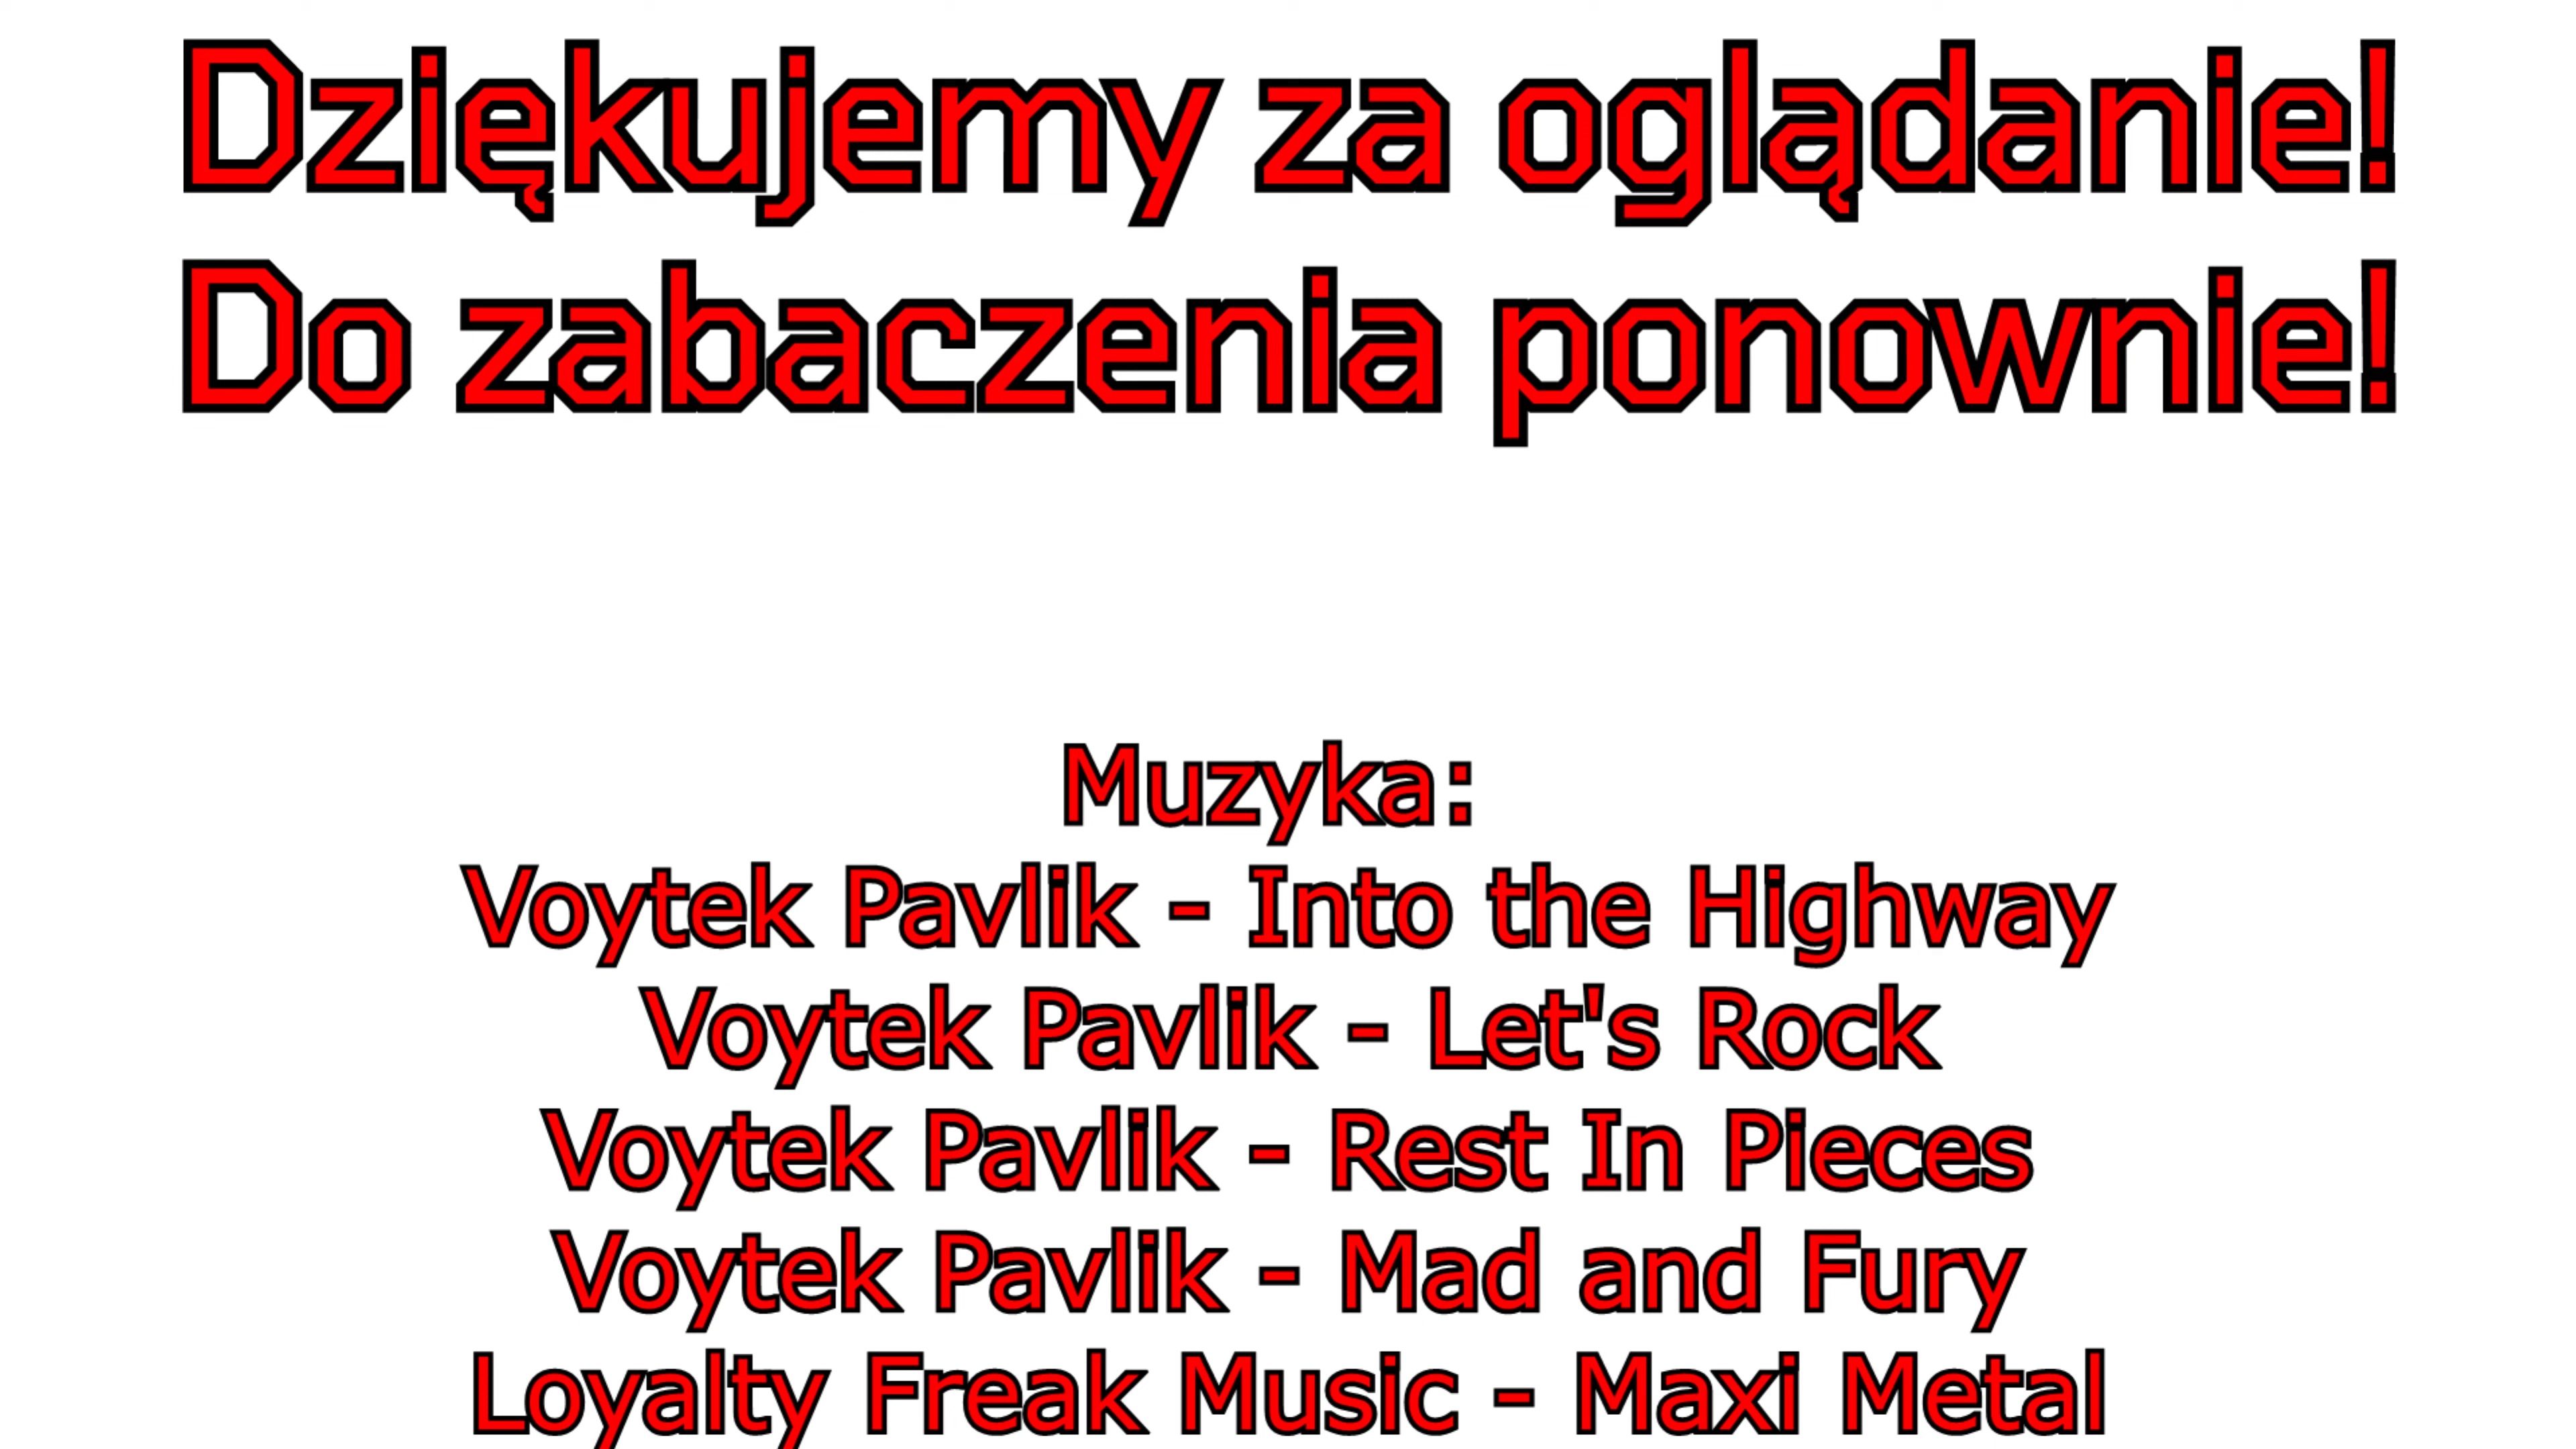 Dziękujemy za oglądanie!
Do zabaczenia ponownie!
Muzyka:
Voytek Pavlik - Into the Highway
Voytek Pavlik - Let's Rock
Voytek Pavlik - Rest In Pieces
Voytek Pavlik - Mad and Fury
Loyalty Freak Music - Maxi Metal